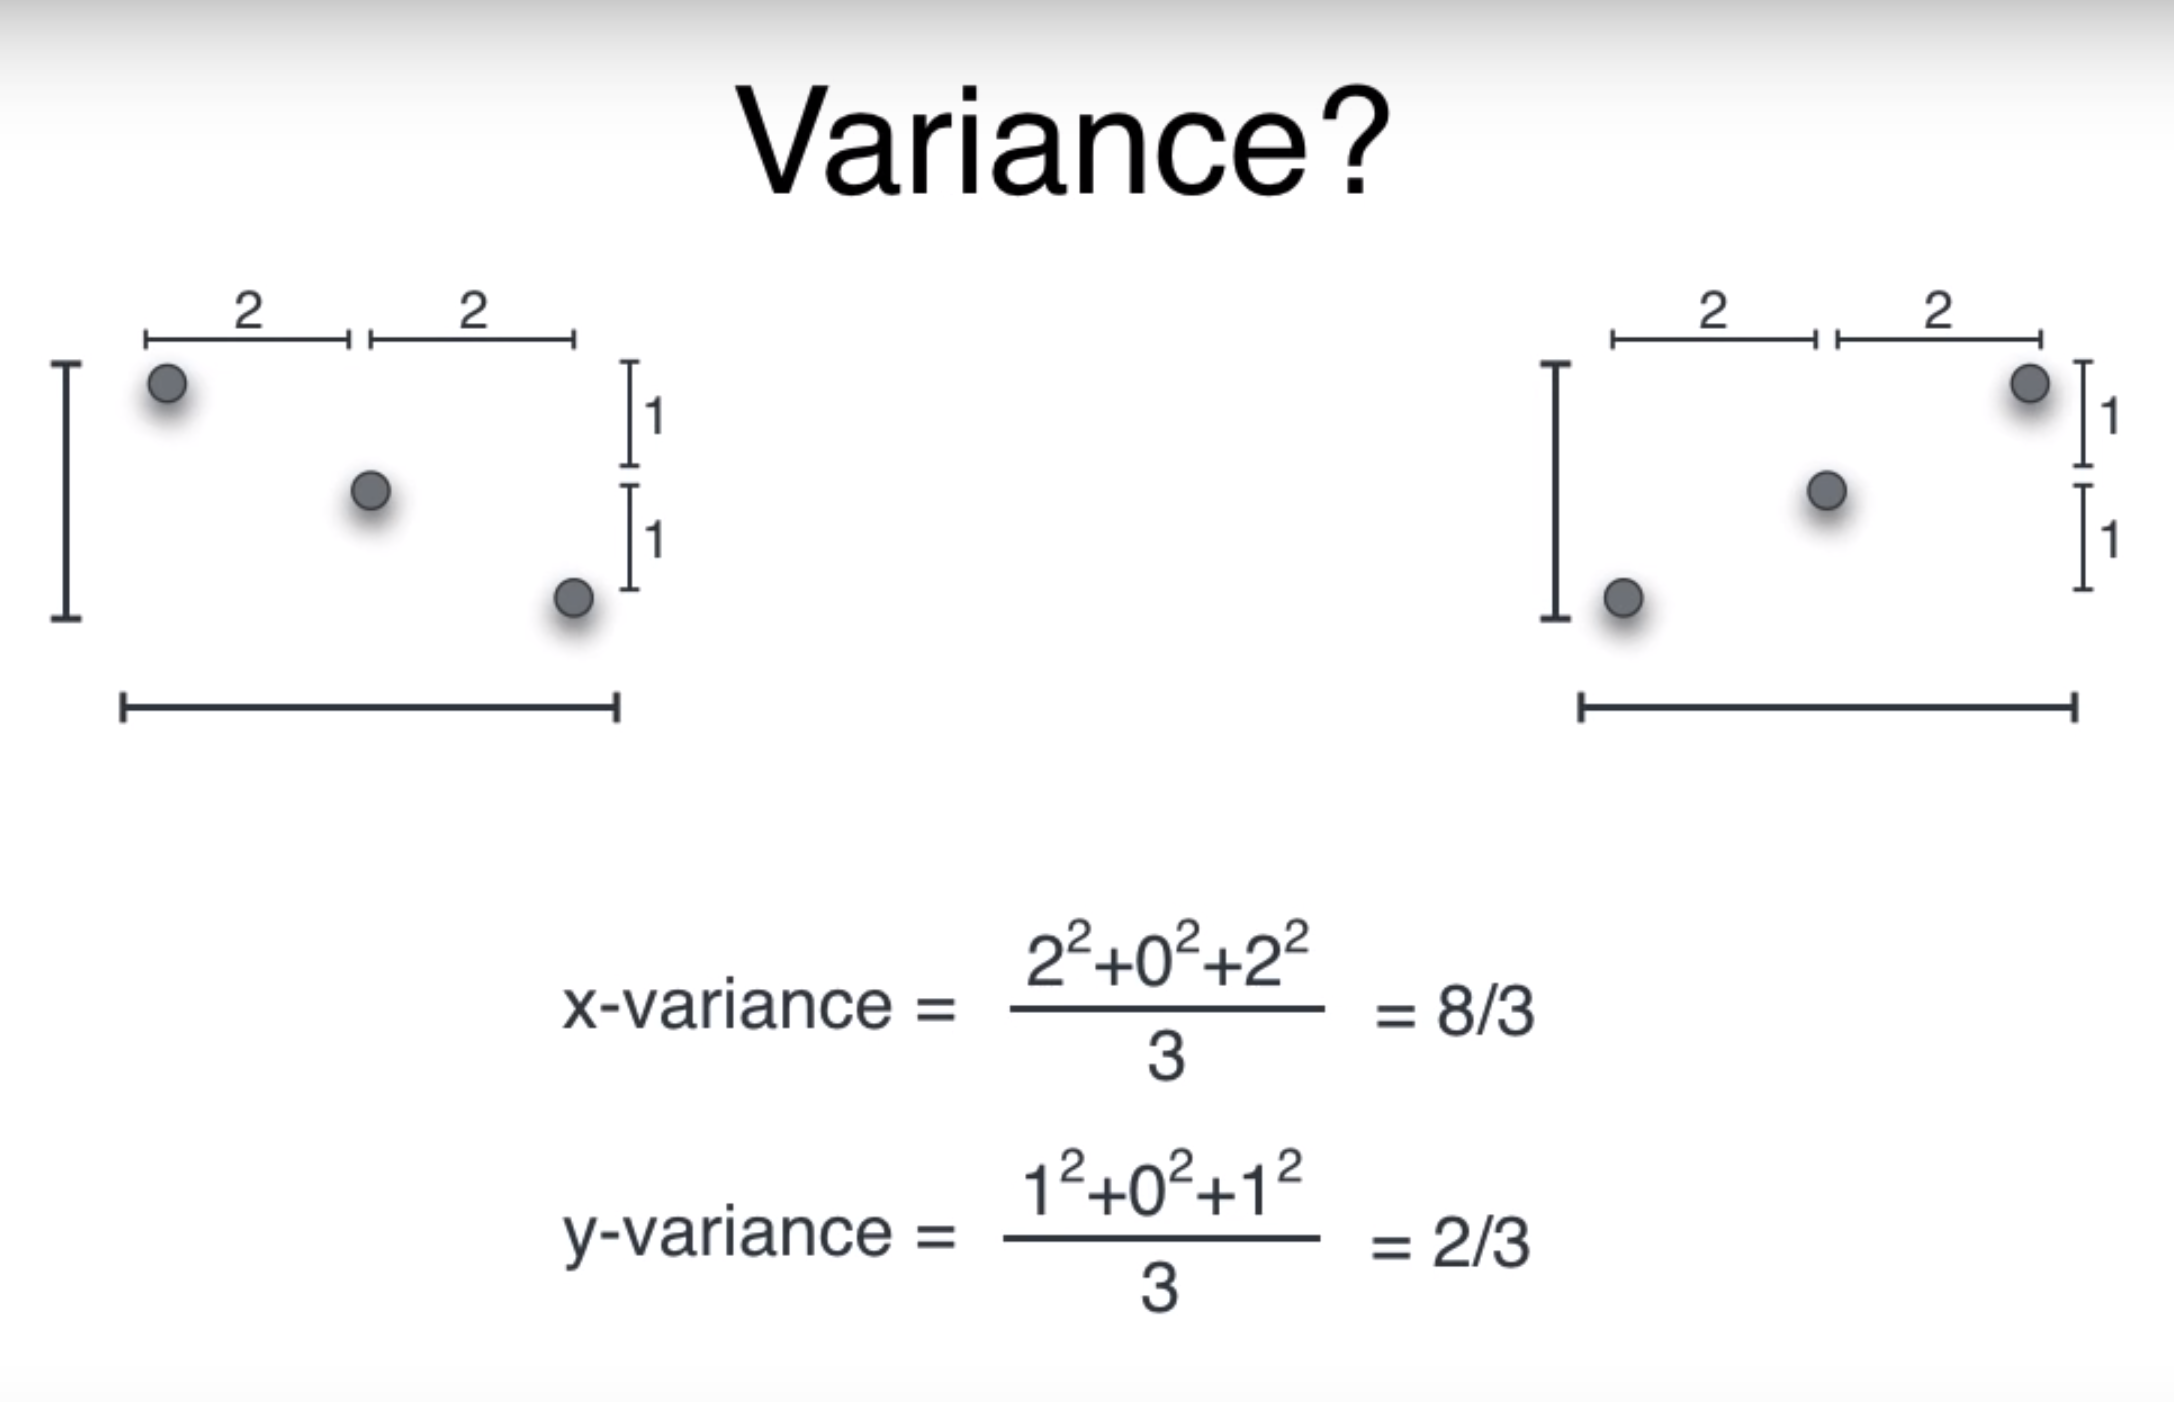 Variance?
2 2 2 2
1 1
1 1
x-variance = 2²+0²+2² / 3 = 8/3
y-variance = 1²+0²+1² / 3 = 2/3